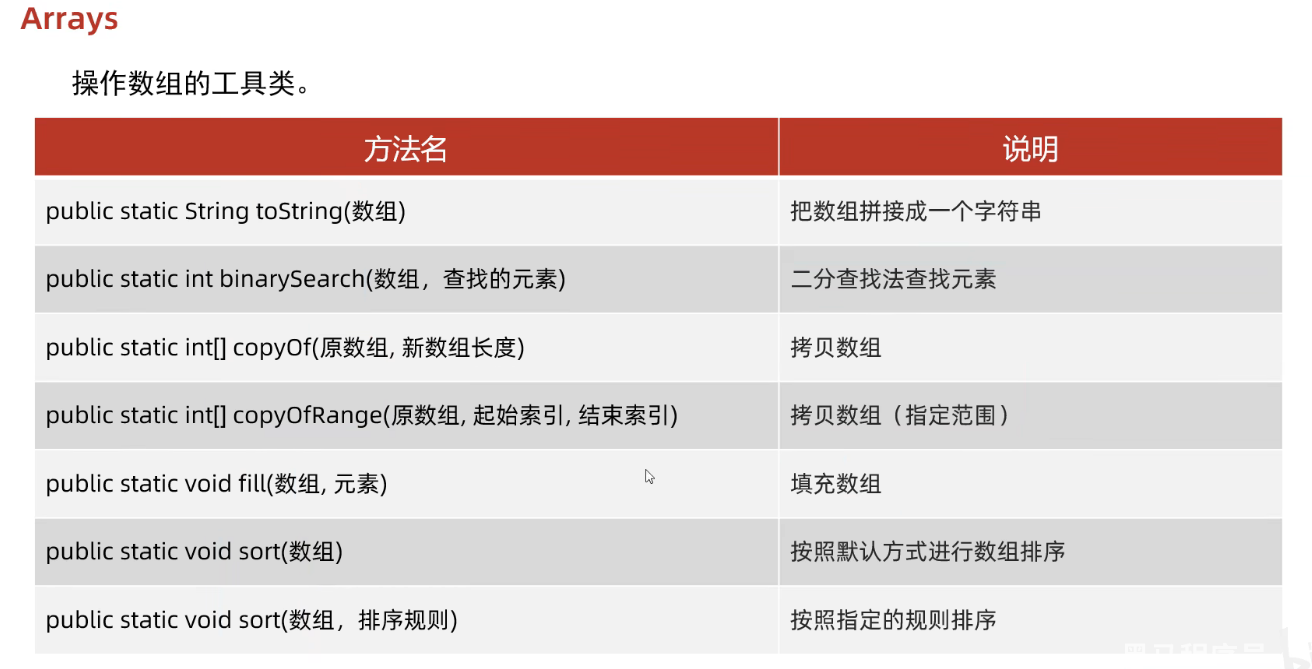 Arrays
操作数组的工具类。
方法名 说明
public static String toString(数组) 把数组拼接成一个字符串
public static int binarySearch(数组，查找的元素) 二分查找法查找元素
public static int[] copyOf(原数组, 新数组长度) 拷贝数组
public static int[] copyOfRange(原数组, 起始索引, 结束索引) 拷贝数组（指定范围）
public static void fill(数组, 元素) 填充数组
public static void sort(数组) 按照默认方式进行数组排序
public static void sort(数组，排序规则) 按照指定的规则排序